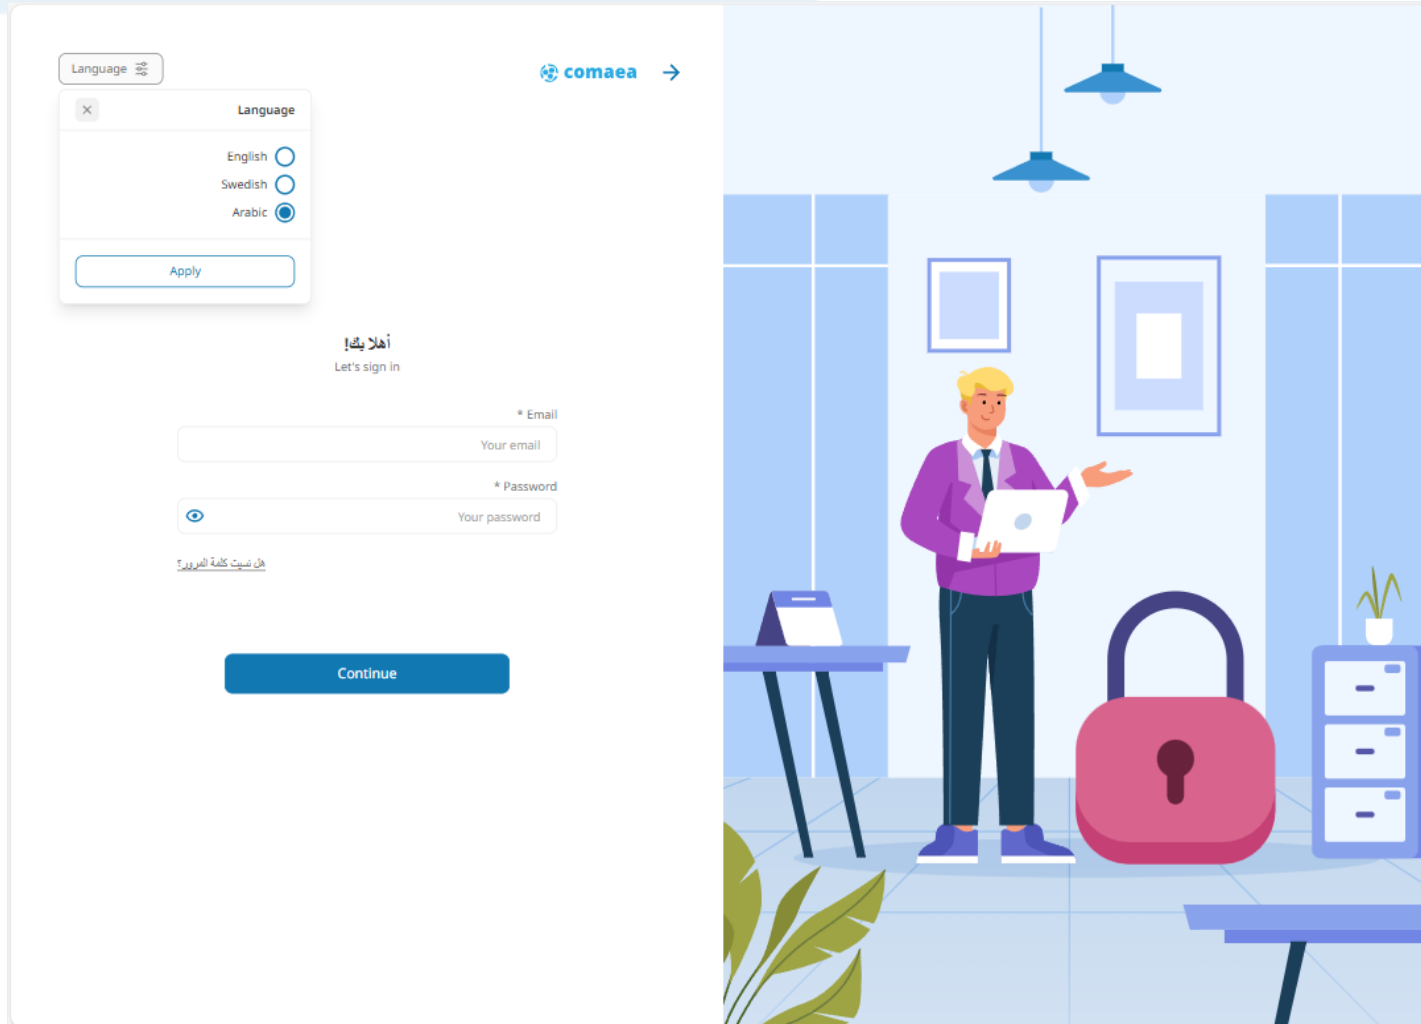 Language
comaea
Language
English
Swedish
Arabic
Apply
أهلا بك!
Let's sign in
* Email
Your email
* Password
Your password
هل نسيت كلمة المرور؟
Continue